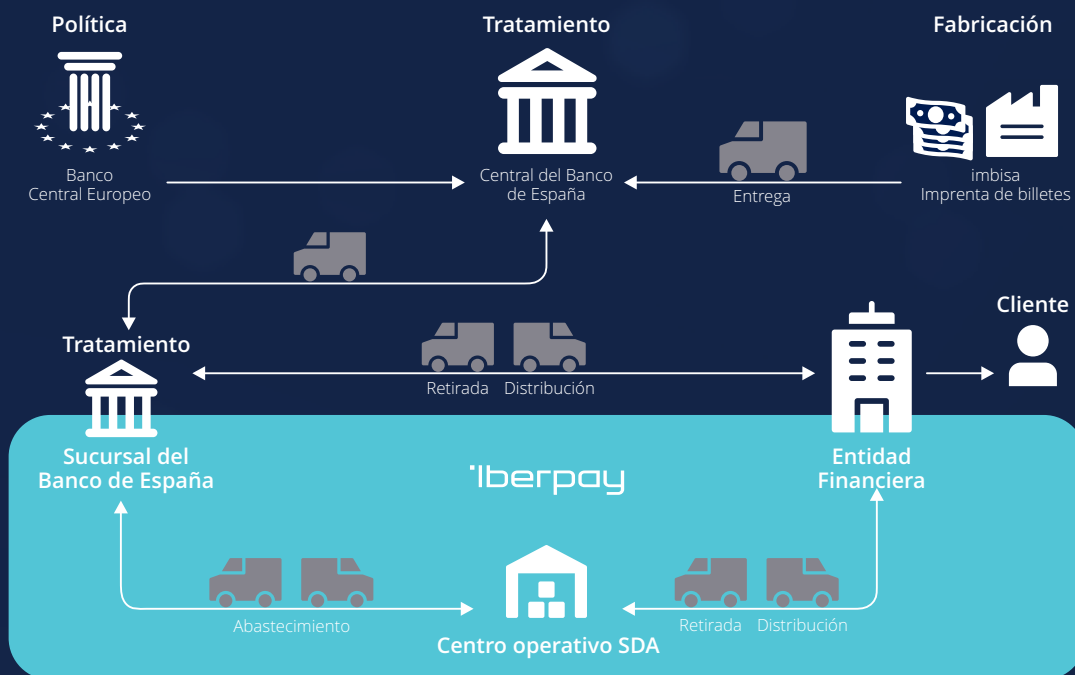 Política
Tratamiento
Fabricación
Banco
Central Europeo
Central del Banco
de España
Entrega
imbisa
Imprenta de billetes
Cliente
Tratamiento
Retirada
Distribución
Sucursal del
Banco de España
iberpay
Entidad
Financiera
Abastecimiento
Centro operativo SDA
Retirada
Distribución